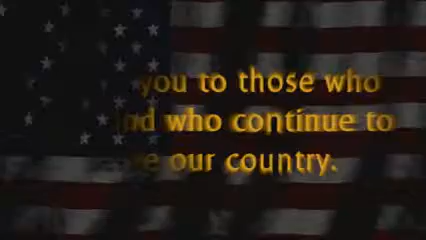 you to those who
who continue to
our country.